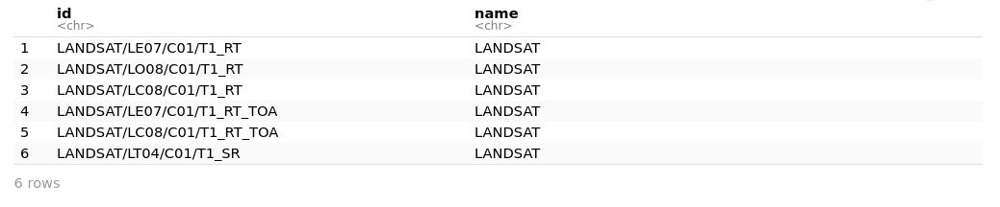 id name
<chr> <chr>
1 LANDSAT/LE07/C01/T1_RT LANDSAT
2 LANDSAT/LO08/C01/T1_RT LANDSAT
3 LANDSAT/LC08/C01/T1_RT LANDSAT
4 LANDSAT/LE07/C01/T1_RT_TOA LANDSAT
5 LANDSAT/LC08/C01/T1_RT_TOA LANDSAT
6 LANDSAT/LT04/C01/T1_SR LANDSAT
6 rows